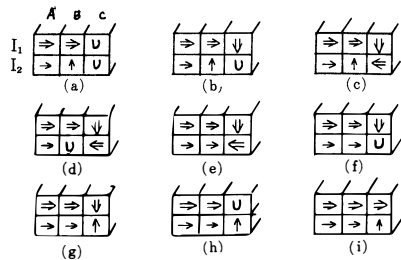 A B C
I₁ ⇒ ⇒ U
I₂ → ↑ U
(a)
⇒ ⇒ ⇓
→ ↑ U
(b)
⇒ ⇒ ⇓
→ ↑ ⇐
(c)
⇒ ⇒ ⇓
→ U ⇐
(d)
⇒ ⇒ ⇓
→ → ⇐
(e)
⇒ ⇒ ⇓
→ → U
(f)
⇒ ⇒ ⇓
→ → ↑
(g)
⇒ ⇒ U
→ → ↑
(h)
⇒ ⇒ ⇒
→ → ↑
(i)